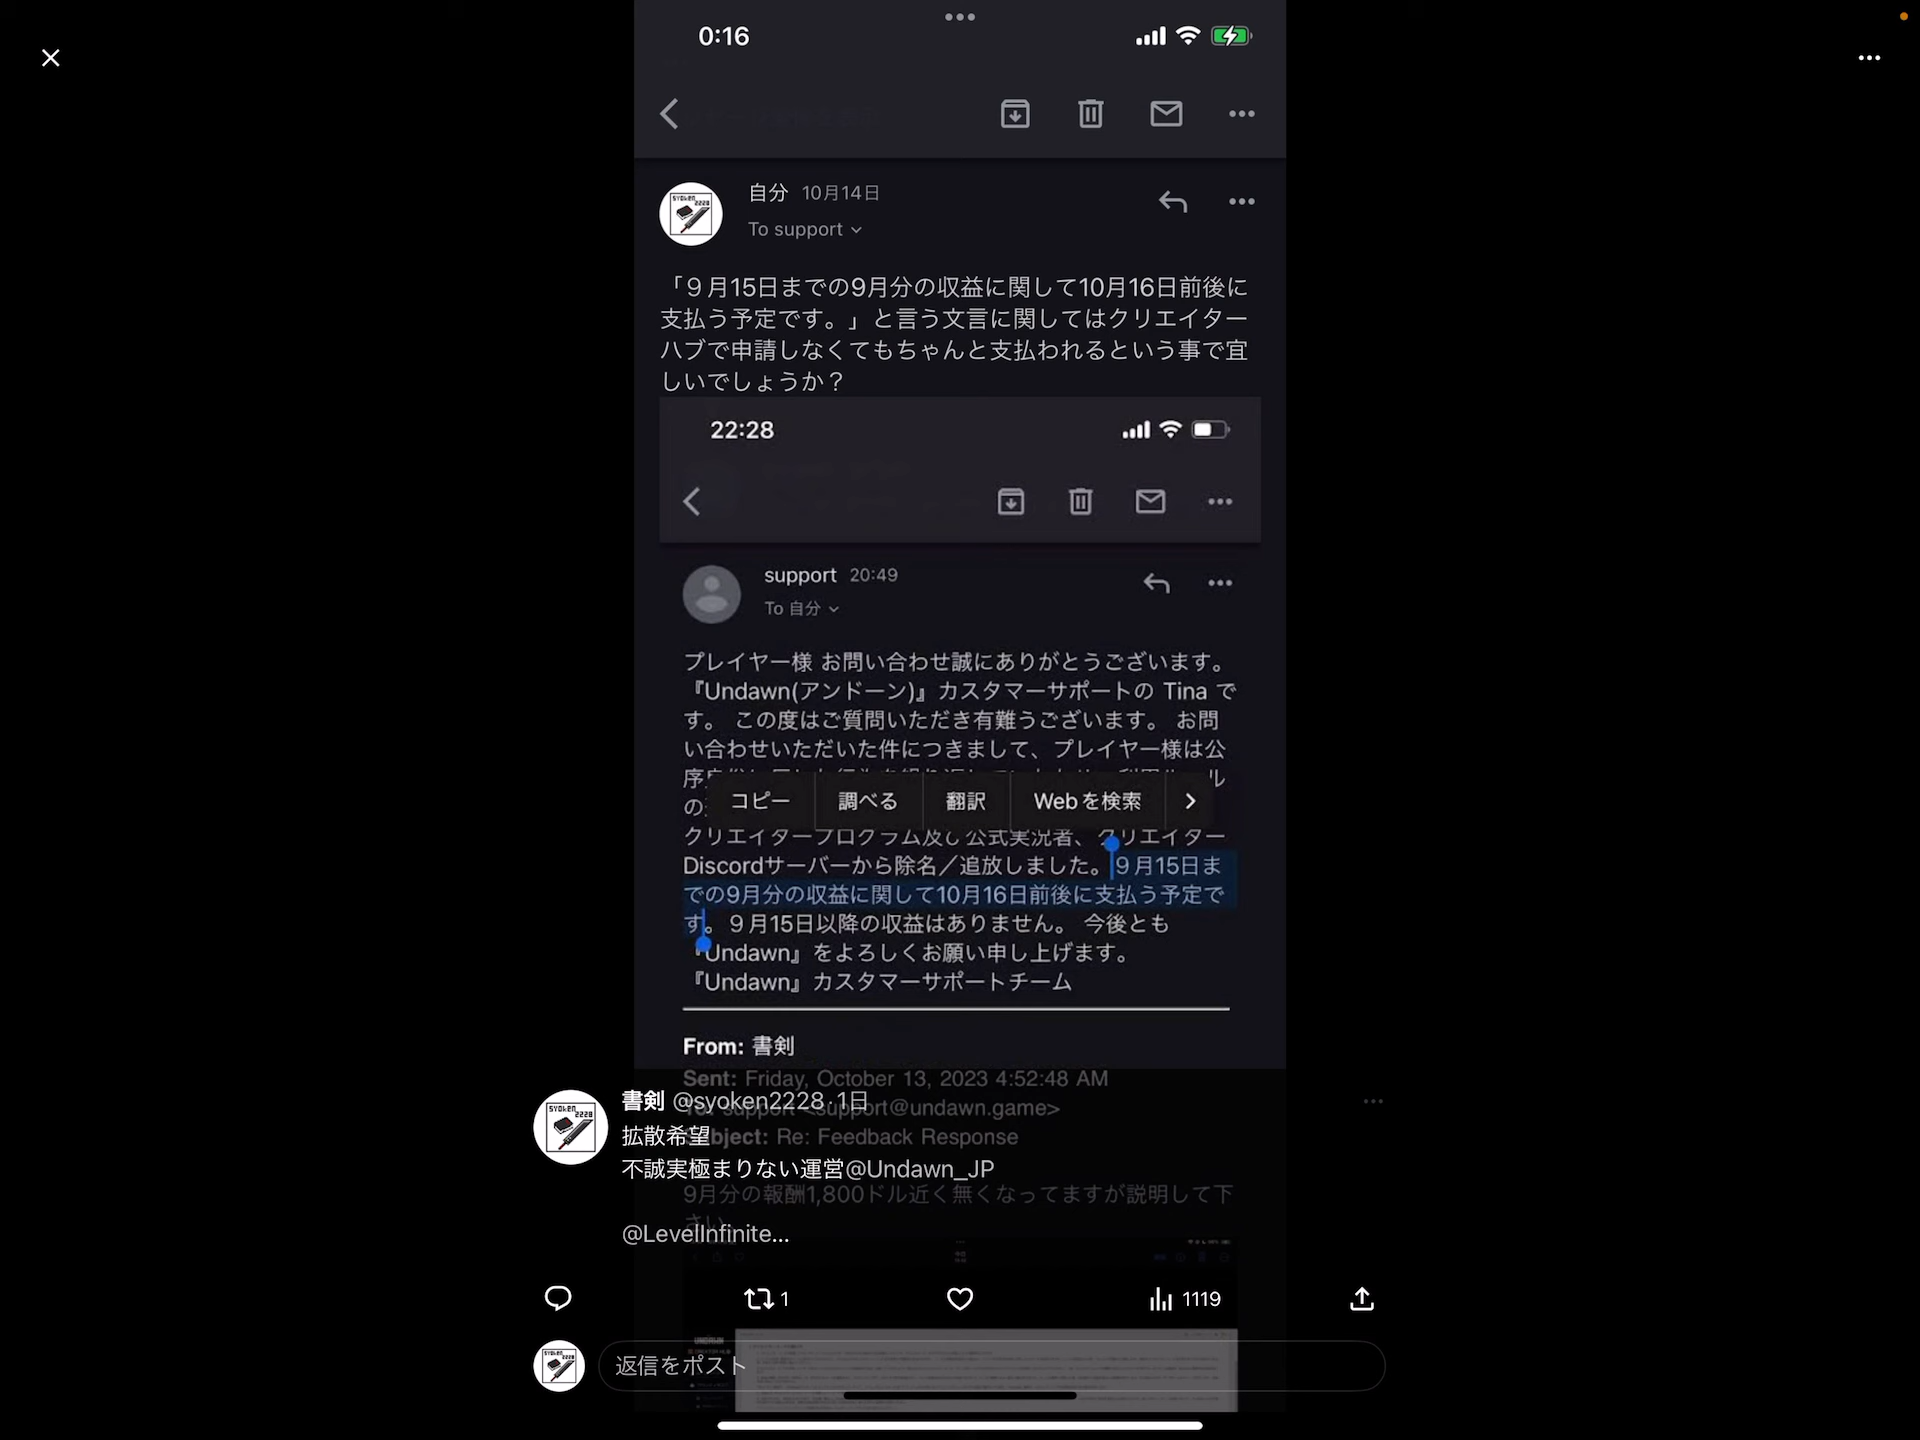 0:16
自分 10月14日
To support
「９月15日までの9月分の収益に関して10月16日前後に
支払う予定です。」と言う文言に関してはクリエイター
ハブで申請しなくてもちゃんと支払われるという事で宜
しいでしょうか？
22:28
support 20:49
To 自分
プレイヤー様 お問い合わせ誠にありがとうございます。
『Undawn(アンドーン)』カスタマーサポートの Tina で
す。 この度はご質問いただき有難うございます。 お問
い合わせいただいた件につきまして、プレイヤー様は公
序
の
コピー 調べる 翻訳 Webを検索
クリエイタープログラム及び公式実況者、クリエイター
Discordサーバーから除名／追放しました。９月15日ま
での9月分の収益に関して10月16日前後に支払う予定で
す。９月15日以降の収益はありません。 今後とも
『Undawn』をよろしくお願い申し上げます。
『Undawn』カスタマーサポートチーム
From: 書剣
Sent: Friday, October 13, 2023 4:52:48 AM
書剣 @syoken2228·1日
support <support@undawn.game>
拡散希望
Subject: Re: Feedback Response
不誠実極まりない運営@Undawn_JP
9月分の報酬1,800ドル近く無くなってますが説明して下
さい
@LevelInfinite...
1
1119
返信をポスト